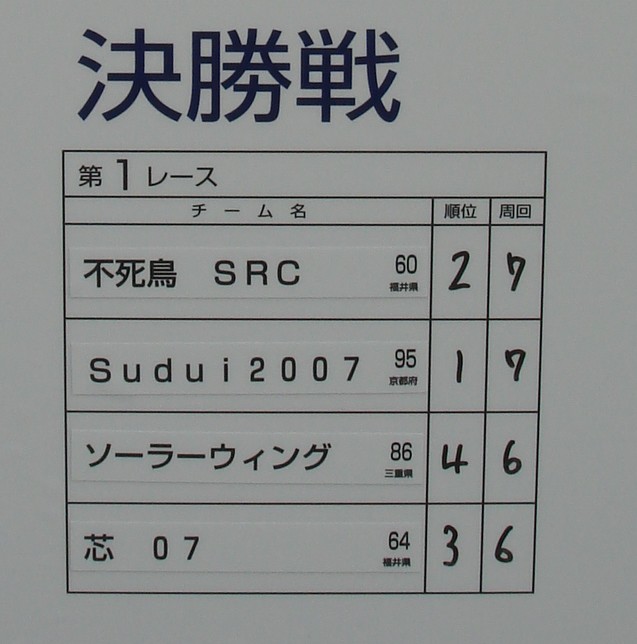 決勝戦
第1レース
チーム名 順位 周回
不死鳥 SRC 60 福井県 2 7
Sudui2007 95 京都府 1 7
ソーラーウィング 86 三重県 4 6
芯 07 64 福井県 3 6